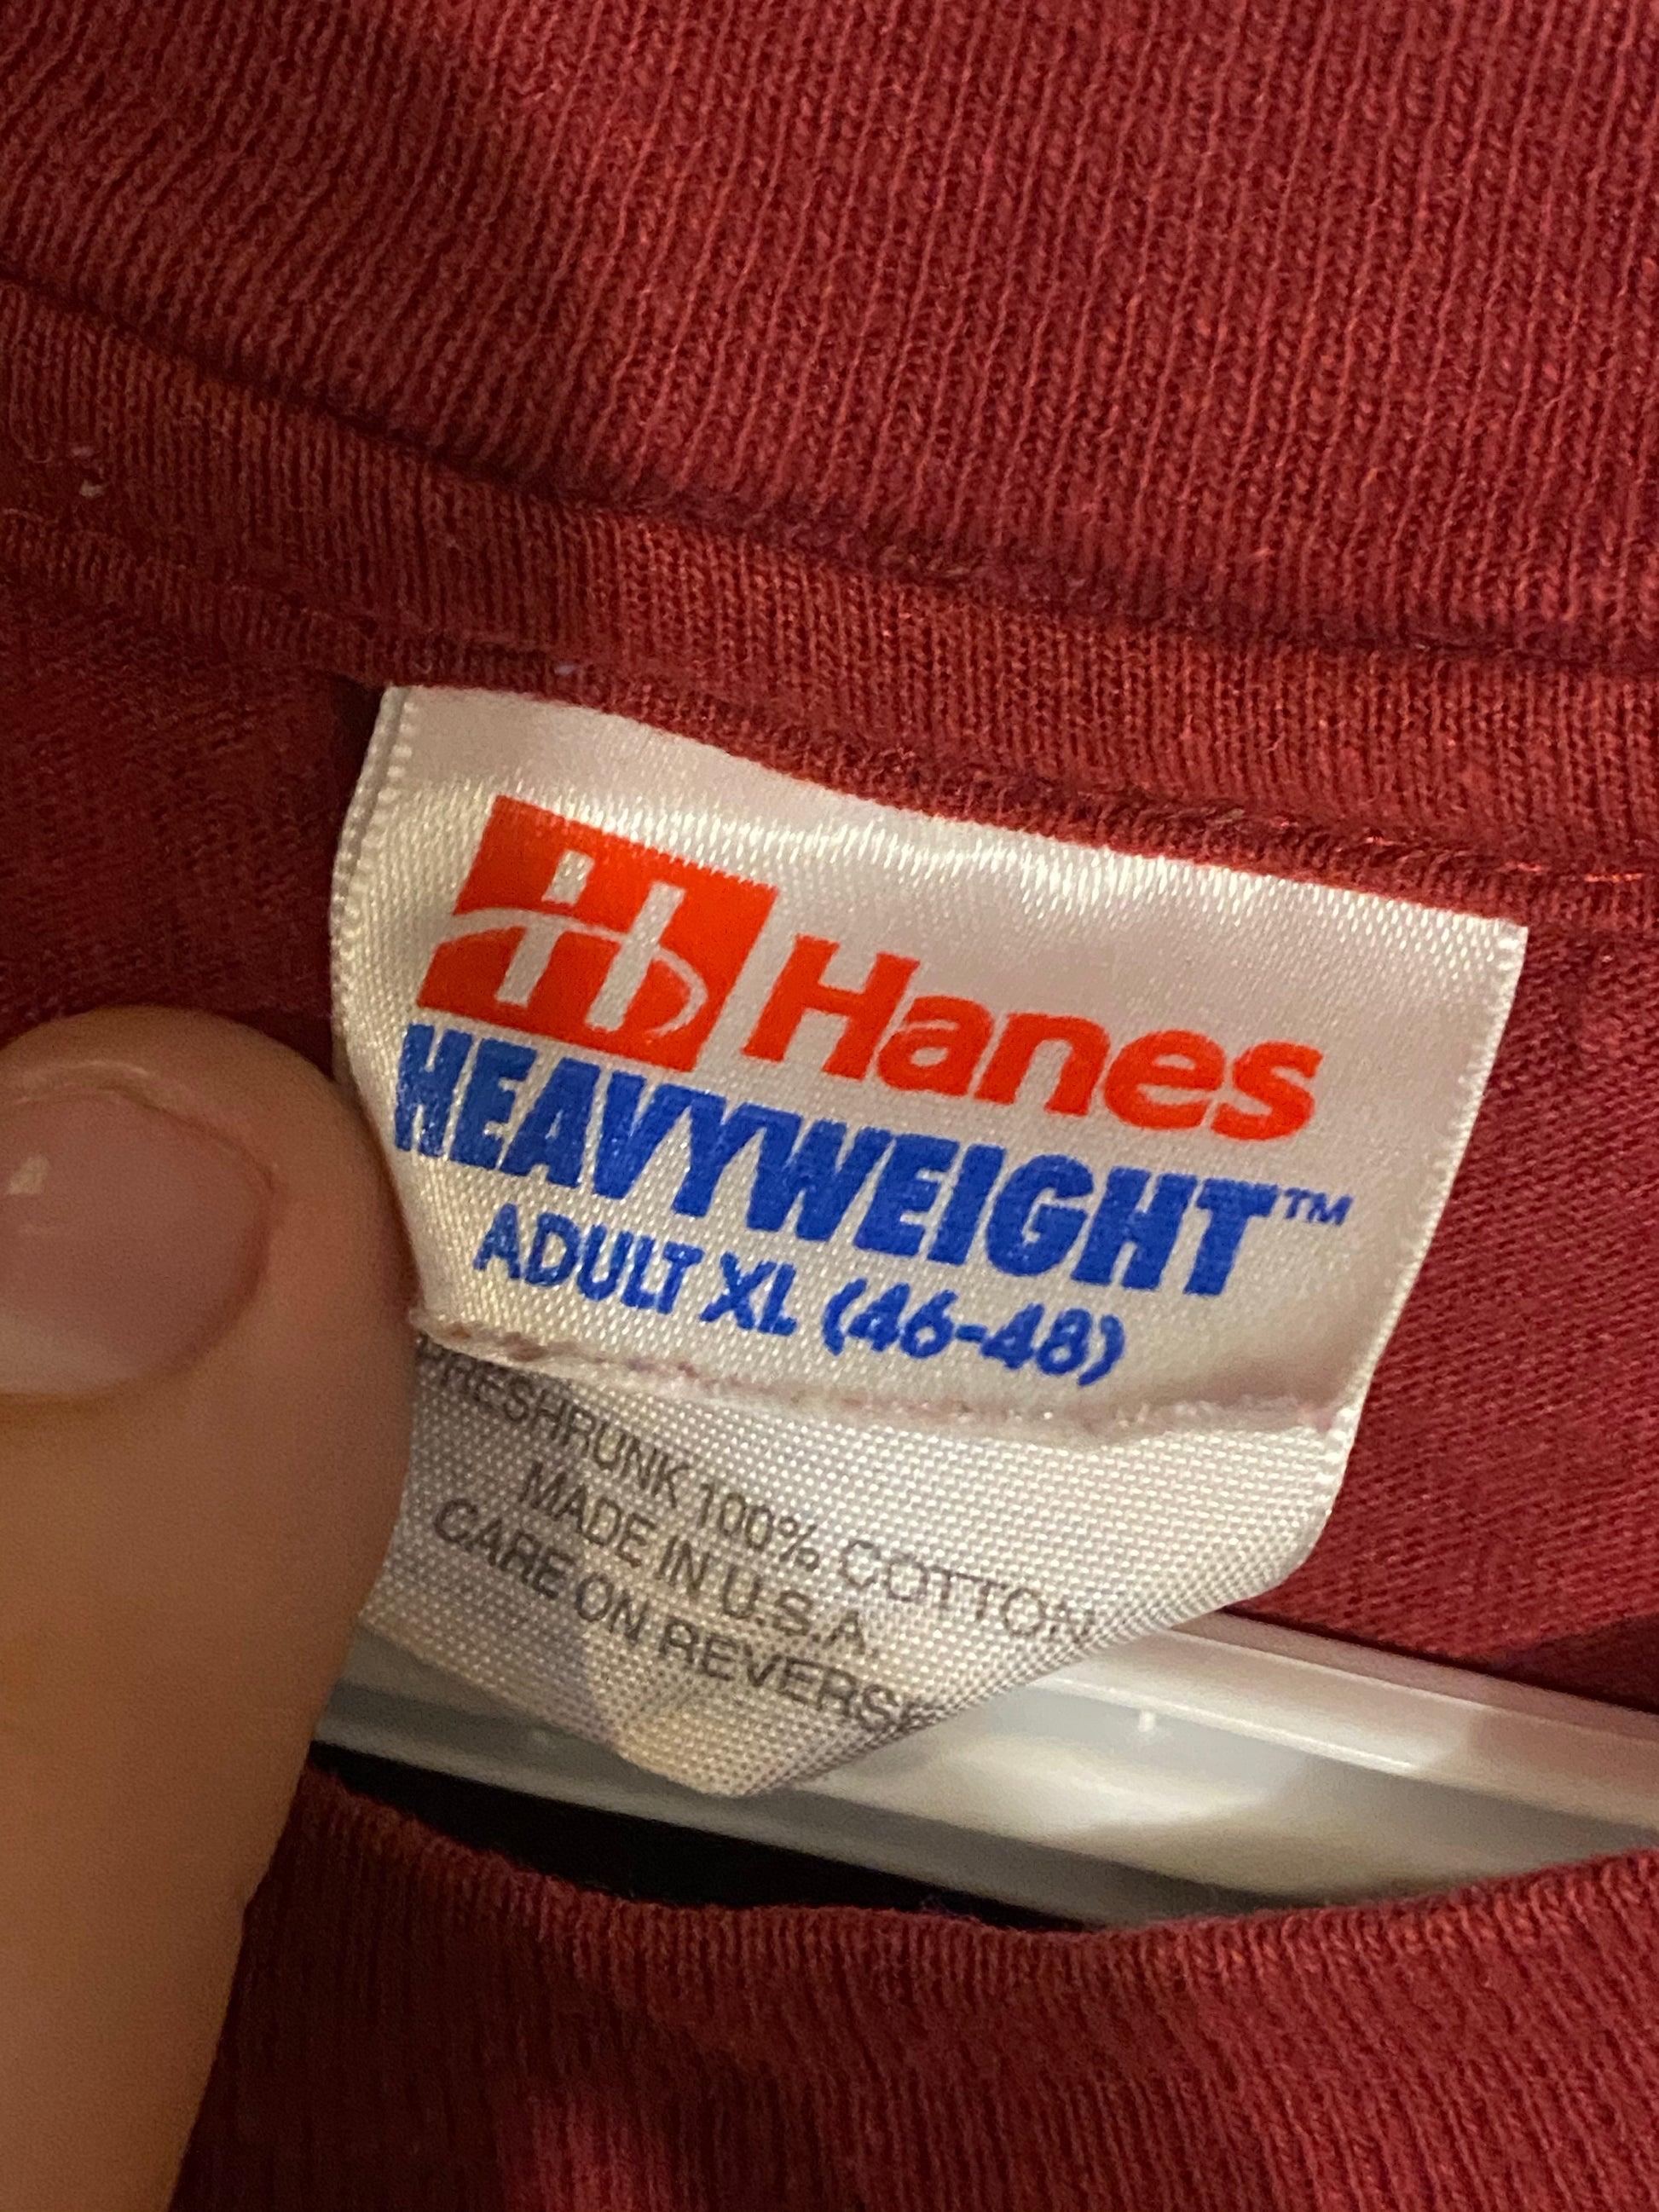 H Hanes
HEAVYWEIGHT™
ADULT XL (46-48)
PRESHRUNK 100% COTTON
MADE IN U.S.A.
CARE ON REVERSE